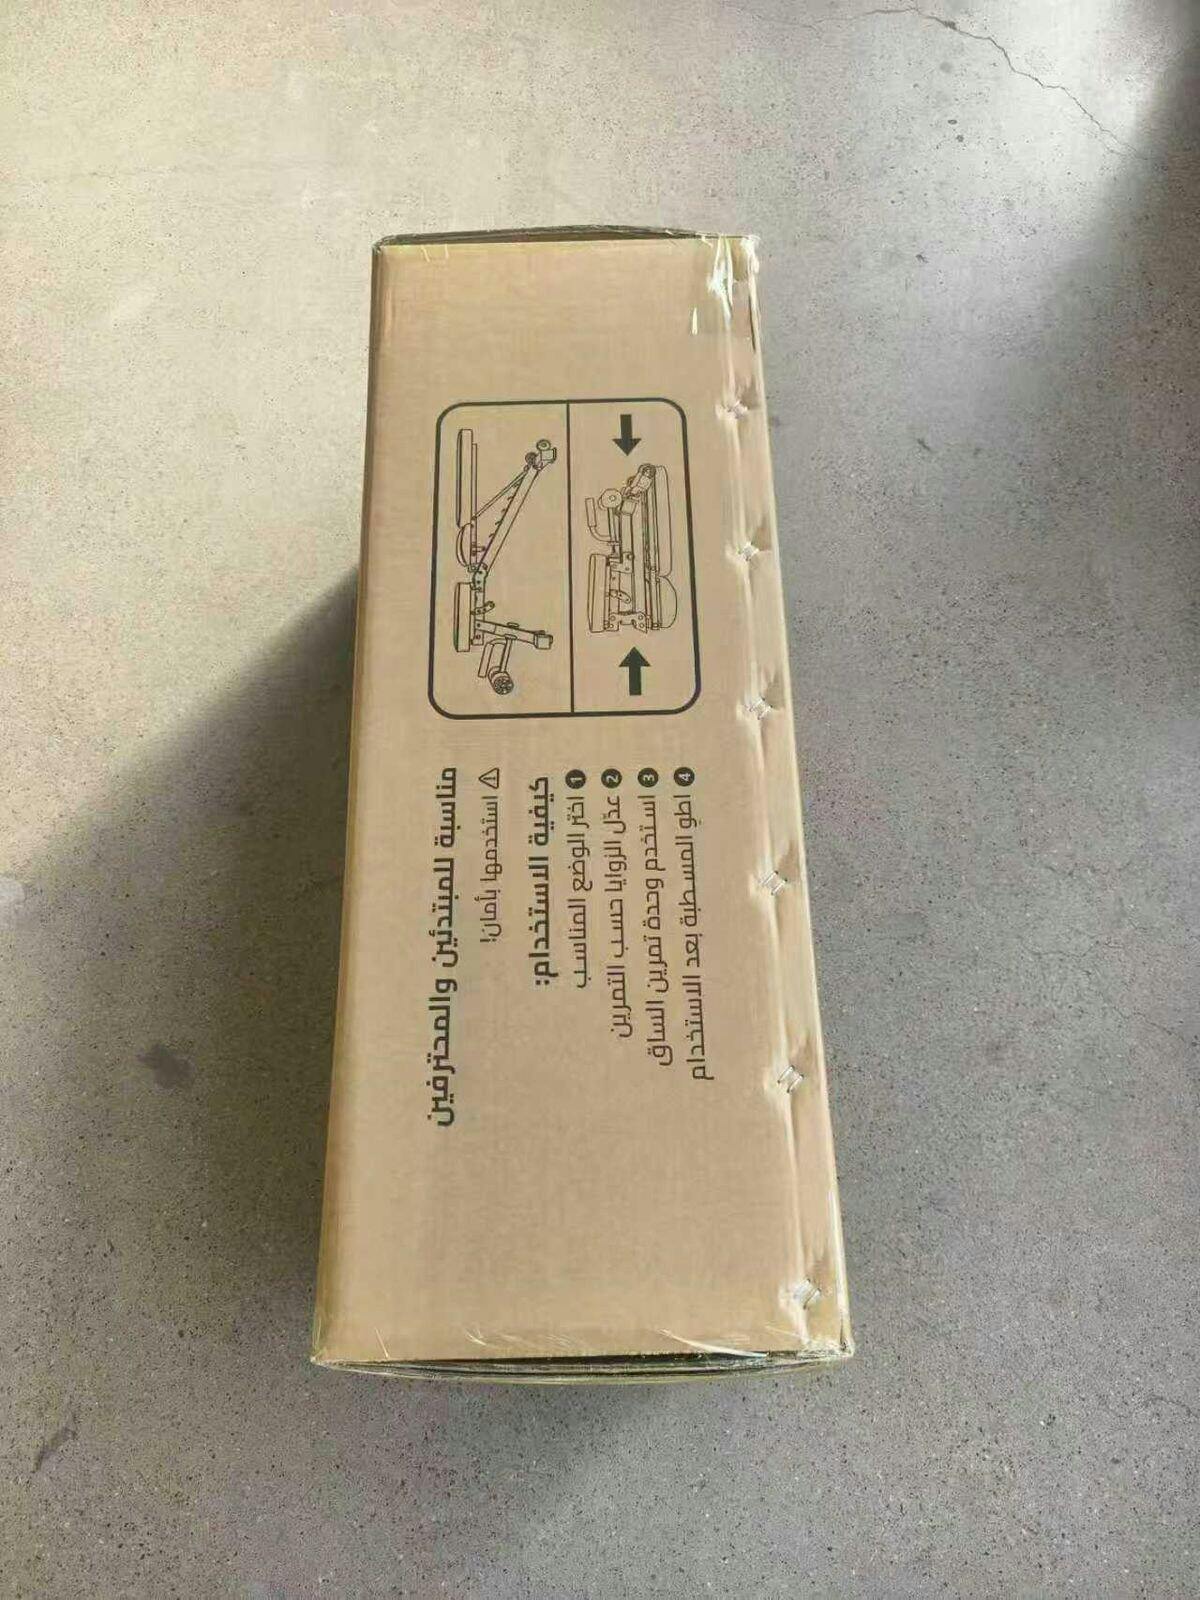 مناسبة للمبتدئين والمحترفين
استخدمها بأمان!
كيفية الاستخدام:
1 اختر الوضع المناسب
2 عدّل الزوايا حسب التمرين
3 استخدم وحدة تمرين الساق
4 اطوِ المسطبة بعد الاستخدام